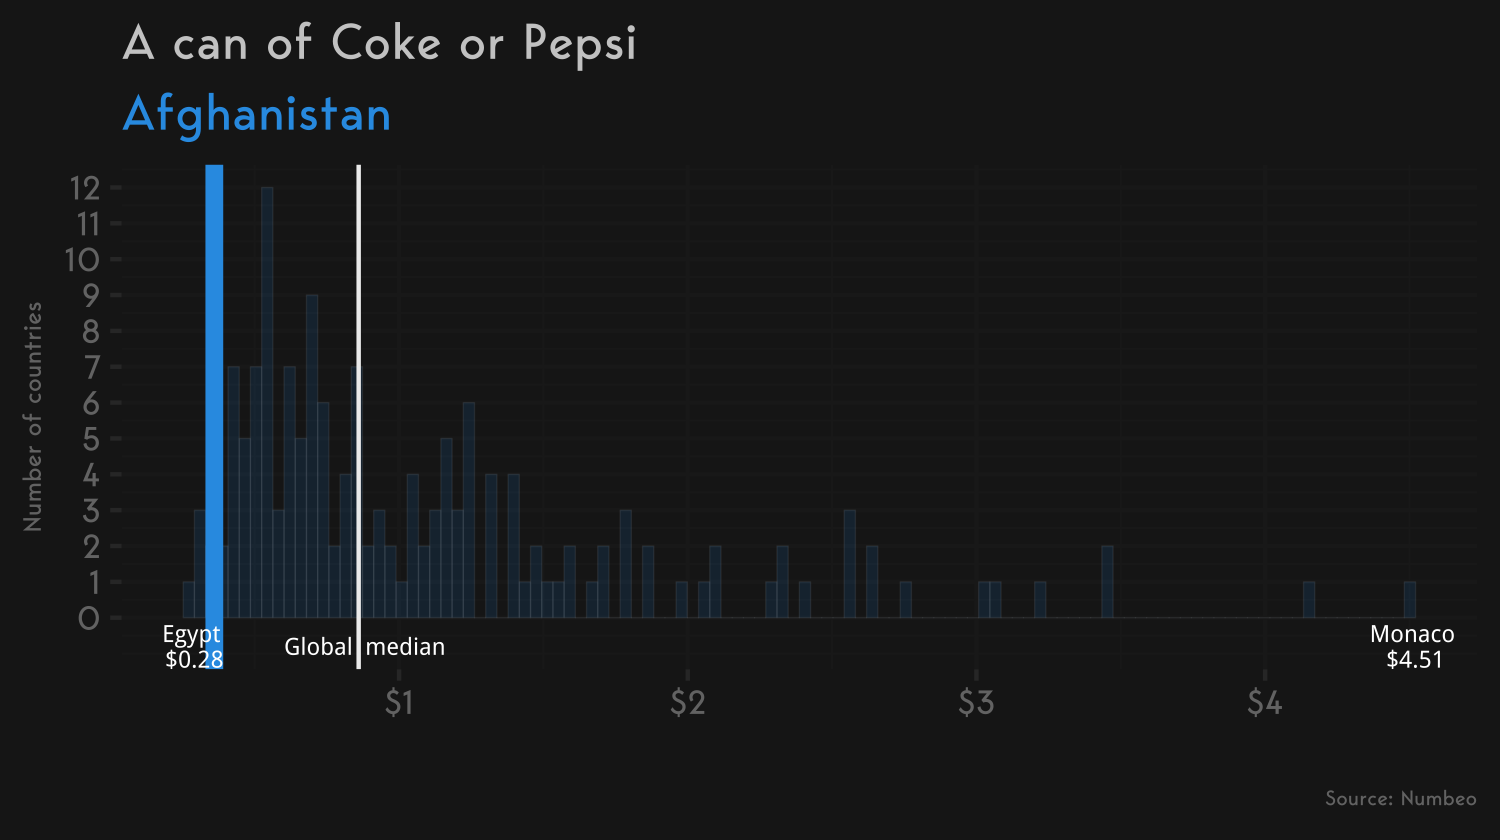 A can of Coke or Pepsi
Afghanistan
Number of countries
12
11
10
9
8
7
6
5
4
3
2
1
0
Egypt
$0.28
Global median
Monaco
$4.51
$1 $2 $3 $4
Source: Numbeo